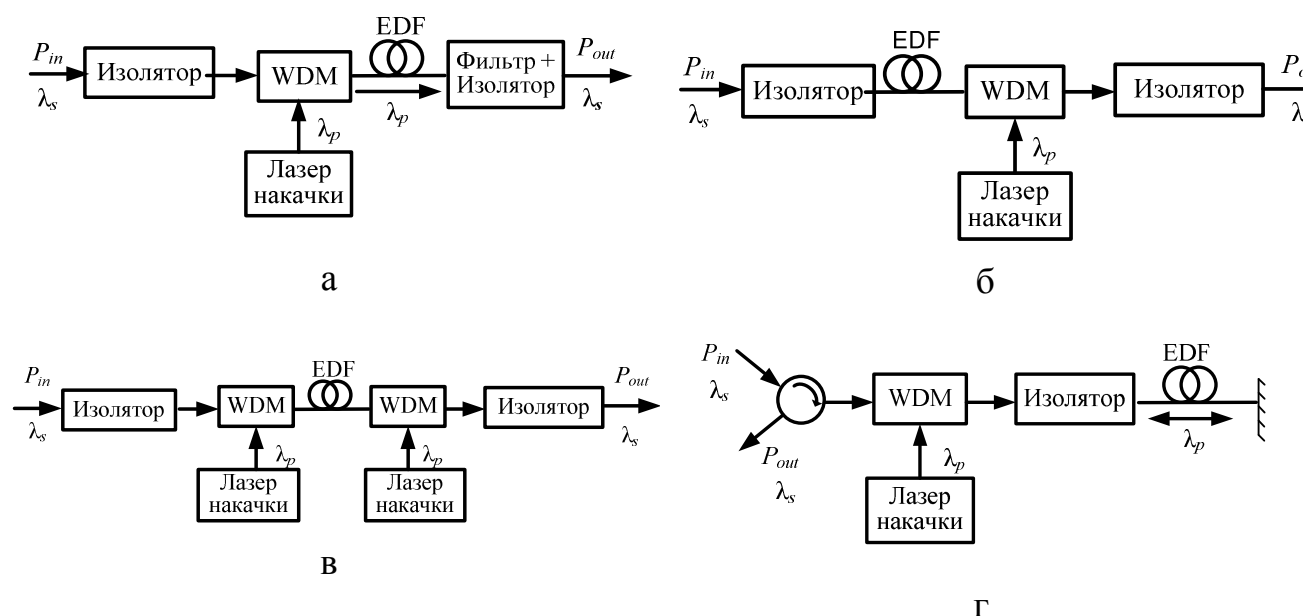 EDF
P_in
Изолятор
WDM
Фильтр +
Изолятор
P_out
λ_s
λ_p
λ_p
λ_s
Лазер
накачки
а
EDF
P_in
Изолятор
WDM
Изолятор
λ_s
λ_p
Лазер
накачки
б
EDF
P_in
Изолятор
WDM
WDM
Изолятор
P_out
λ_s
λ_p
λ_p
λ_s
Лазер
накачки
Лазер
накачки
в
P_in
EDF
λ_s
WDM
Изолятор
P_out
λ_p
λ_p
λ_s
Лазер
накачки
г